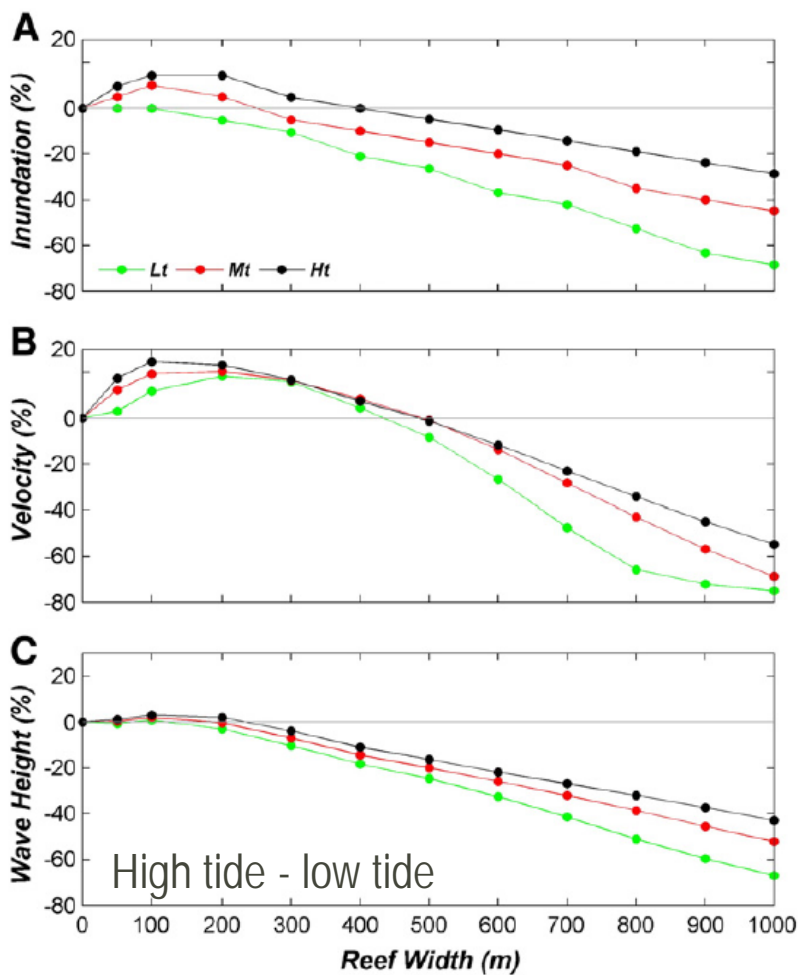 A
Inundation (%)
20
0
-20
-40
-60
-80
Lt Mt Ht
B
Velocity (%)
20
0
-20
-40
-60
-80
C
Wave Height (%)
20
0
-20
-40
-60
-80
High tide - low tide
0 100 200 300 400 500 600 700 800 900 1000
Reef Width (m)